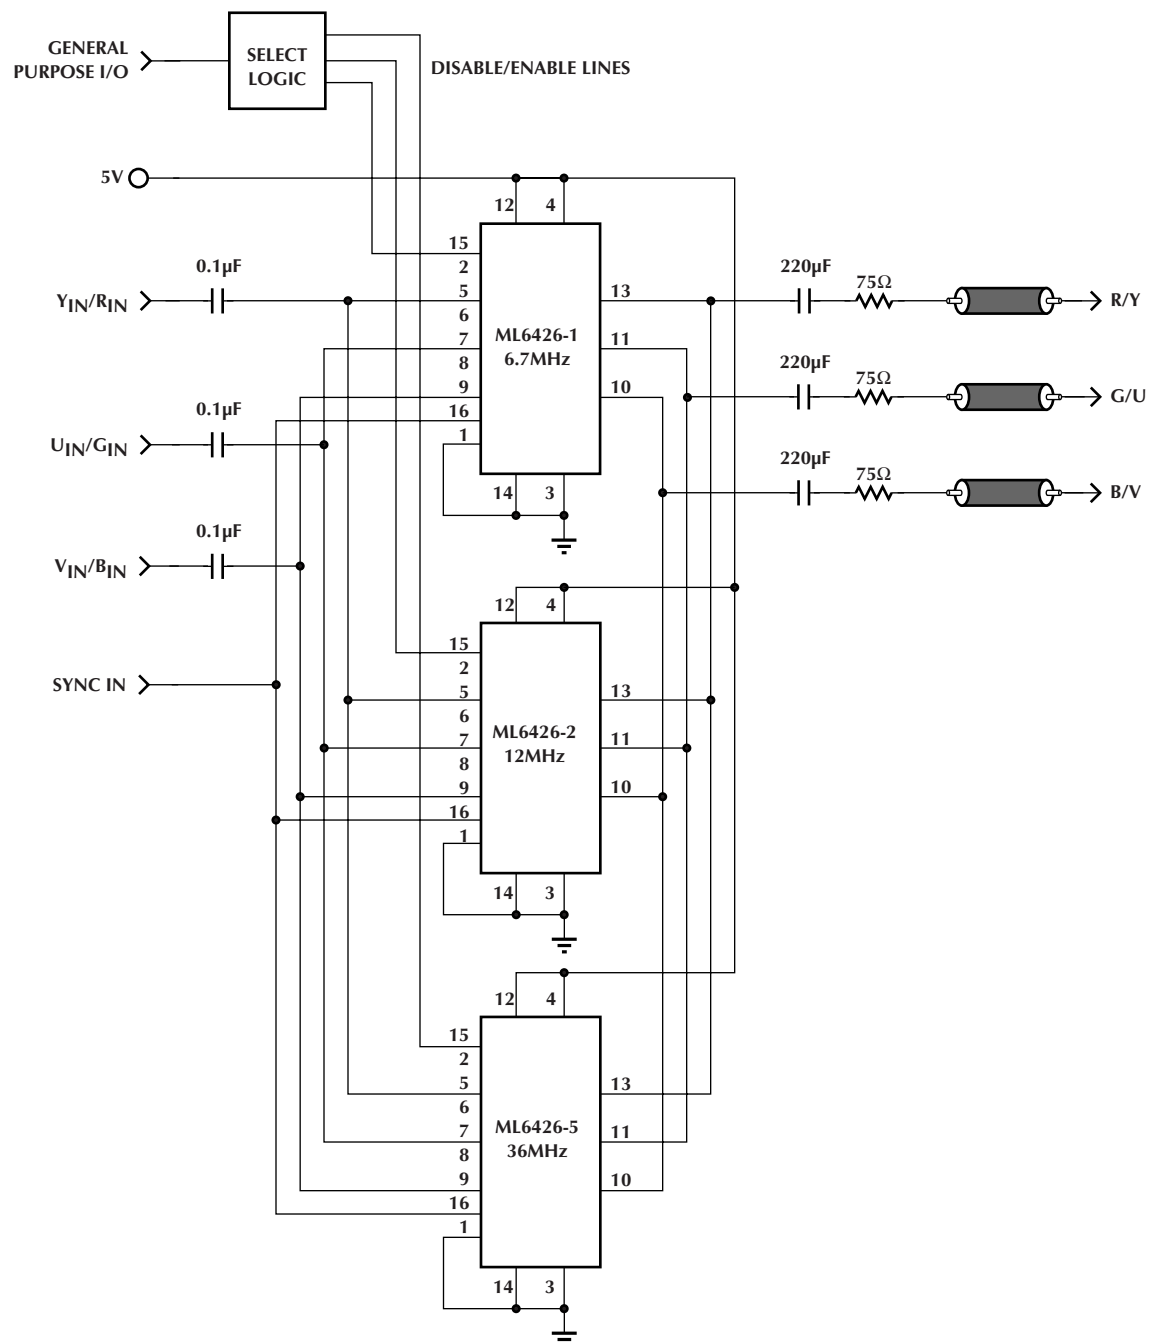 GENERAL
PURPOSE I/O
SELECT
LOGIC
DISABLE/ENABLE LINES
5V
12
4
15
2
5
6
7
8
9
16
1
ML6426-1
6.7MHz
13
11
10
14
3
0.1µF
YIN/RIN
0.1µF
UIN/GIN
0.1µF
VIN/BIN
SYNC IN
220µF
75Ω
R/Y
220µF
75Ω
G/U
220µF
75Ω
B/V
12
4
15
2
5
6
7
8
9
16
1
ML6426-2
12MHz
13
11
10
14
3
12
4
15
2
5
6
7
8
9
16
1
ML6426-5
36MHz
13
11
10
14
3